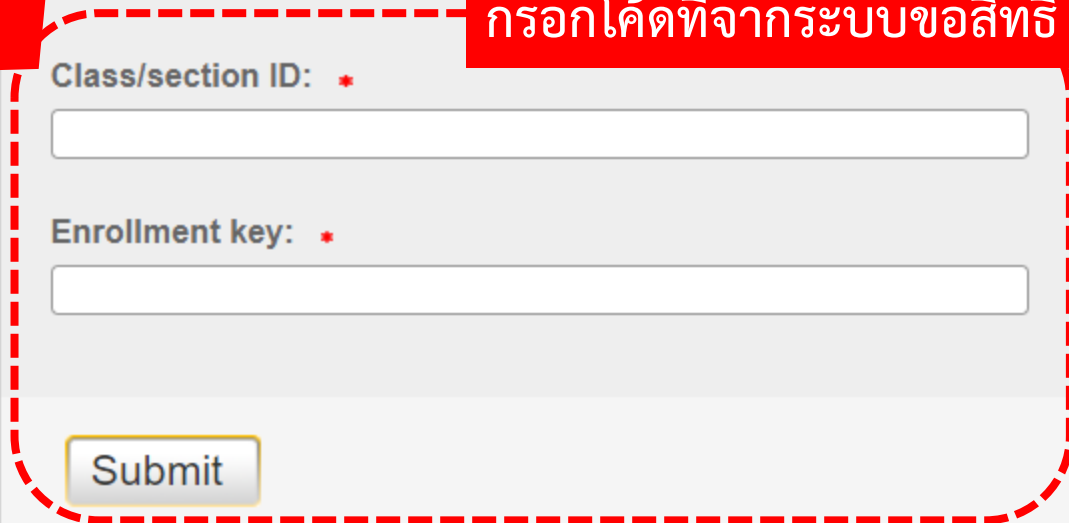 กรอกโค้ดที่จากระบบขอสิทธิ์
Class/section ID: *
Enrollment key: *
Submit